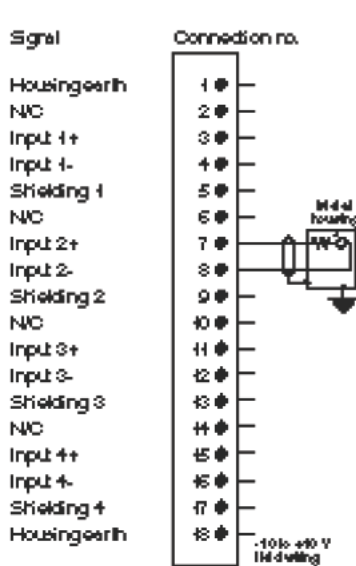 Signal Connection no.
Housing earth 1
N/C 2
Input 1+ 3
Input 1- 4
Shielding 1 5
N/C 6
Metal
housing
Input 2+ 7
Input 2- 8
Shielding 2 9
N/C 10
Input 3+ 11
Input 3- 12
Shielding 3 13
N/C 14
Input 4+ 15
Input 4- 16
Shielding 4 17
Housing earth 18
-10 to +10 V